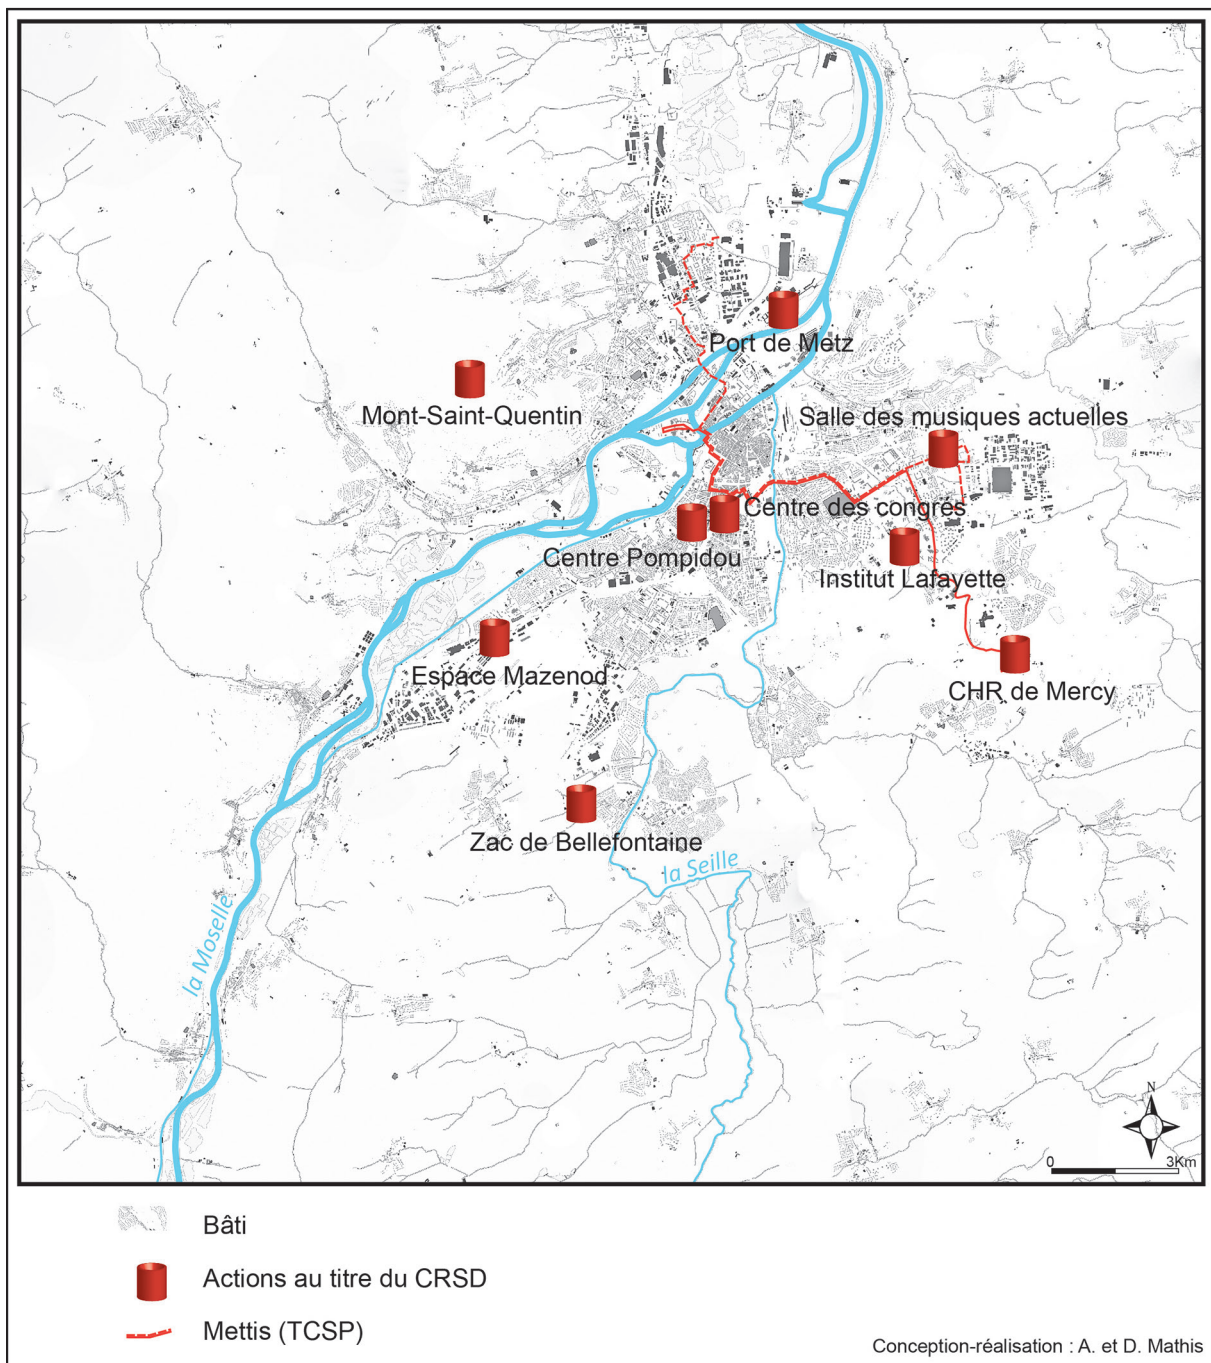 Port de Metz
Mont-Saint-Quentin
Salle des musiques actuelles
Centre des congrés
Centre Pompidou
Institut Lafayette
Espace Mazenod
CHR de Mercy
Zac de Bellefontaine
la Seille
la Moselle
N
0 3Km
Bâti
Actions au titre du CRSD
Mettis (TCSP)
Conception-réalisation : A. et D. Mathis